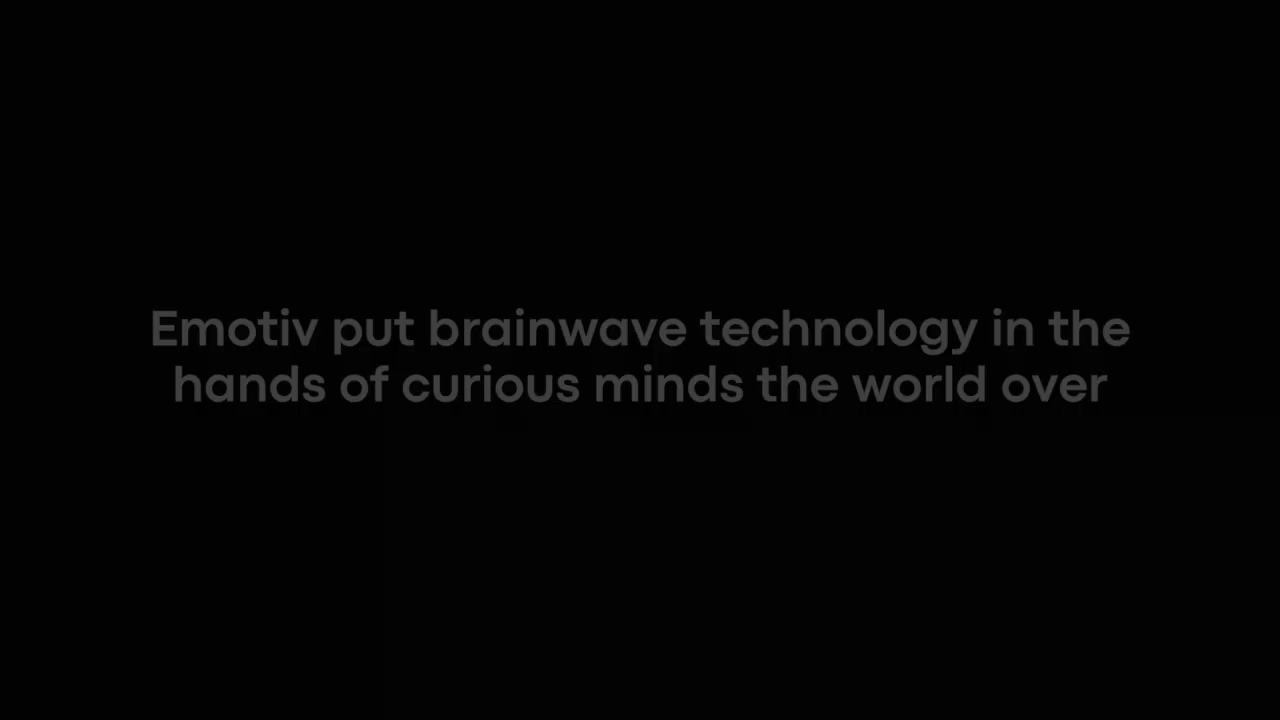 Emotiv put brainwave technology in the
hands of curious minds the world over